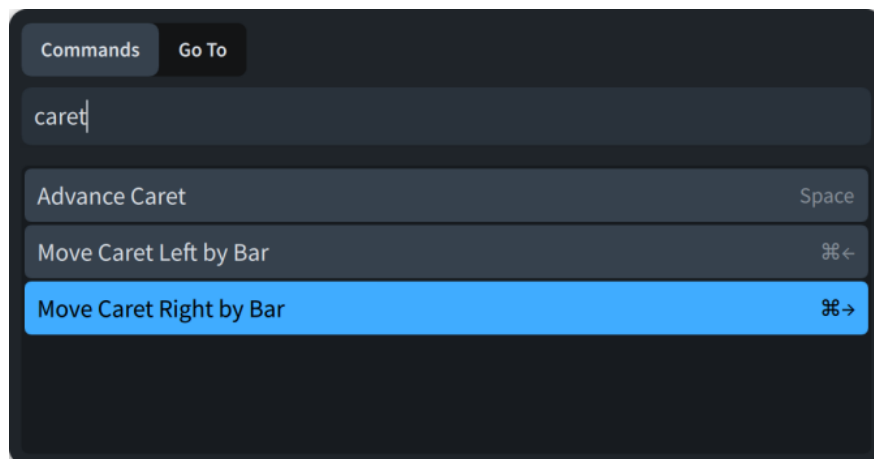 Commands Go To
caret
Advance Caret Space
Move Caret Left by Bar ⌘←
Move Caret Right by Bar ⌘→